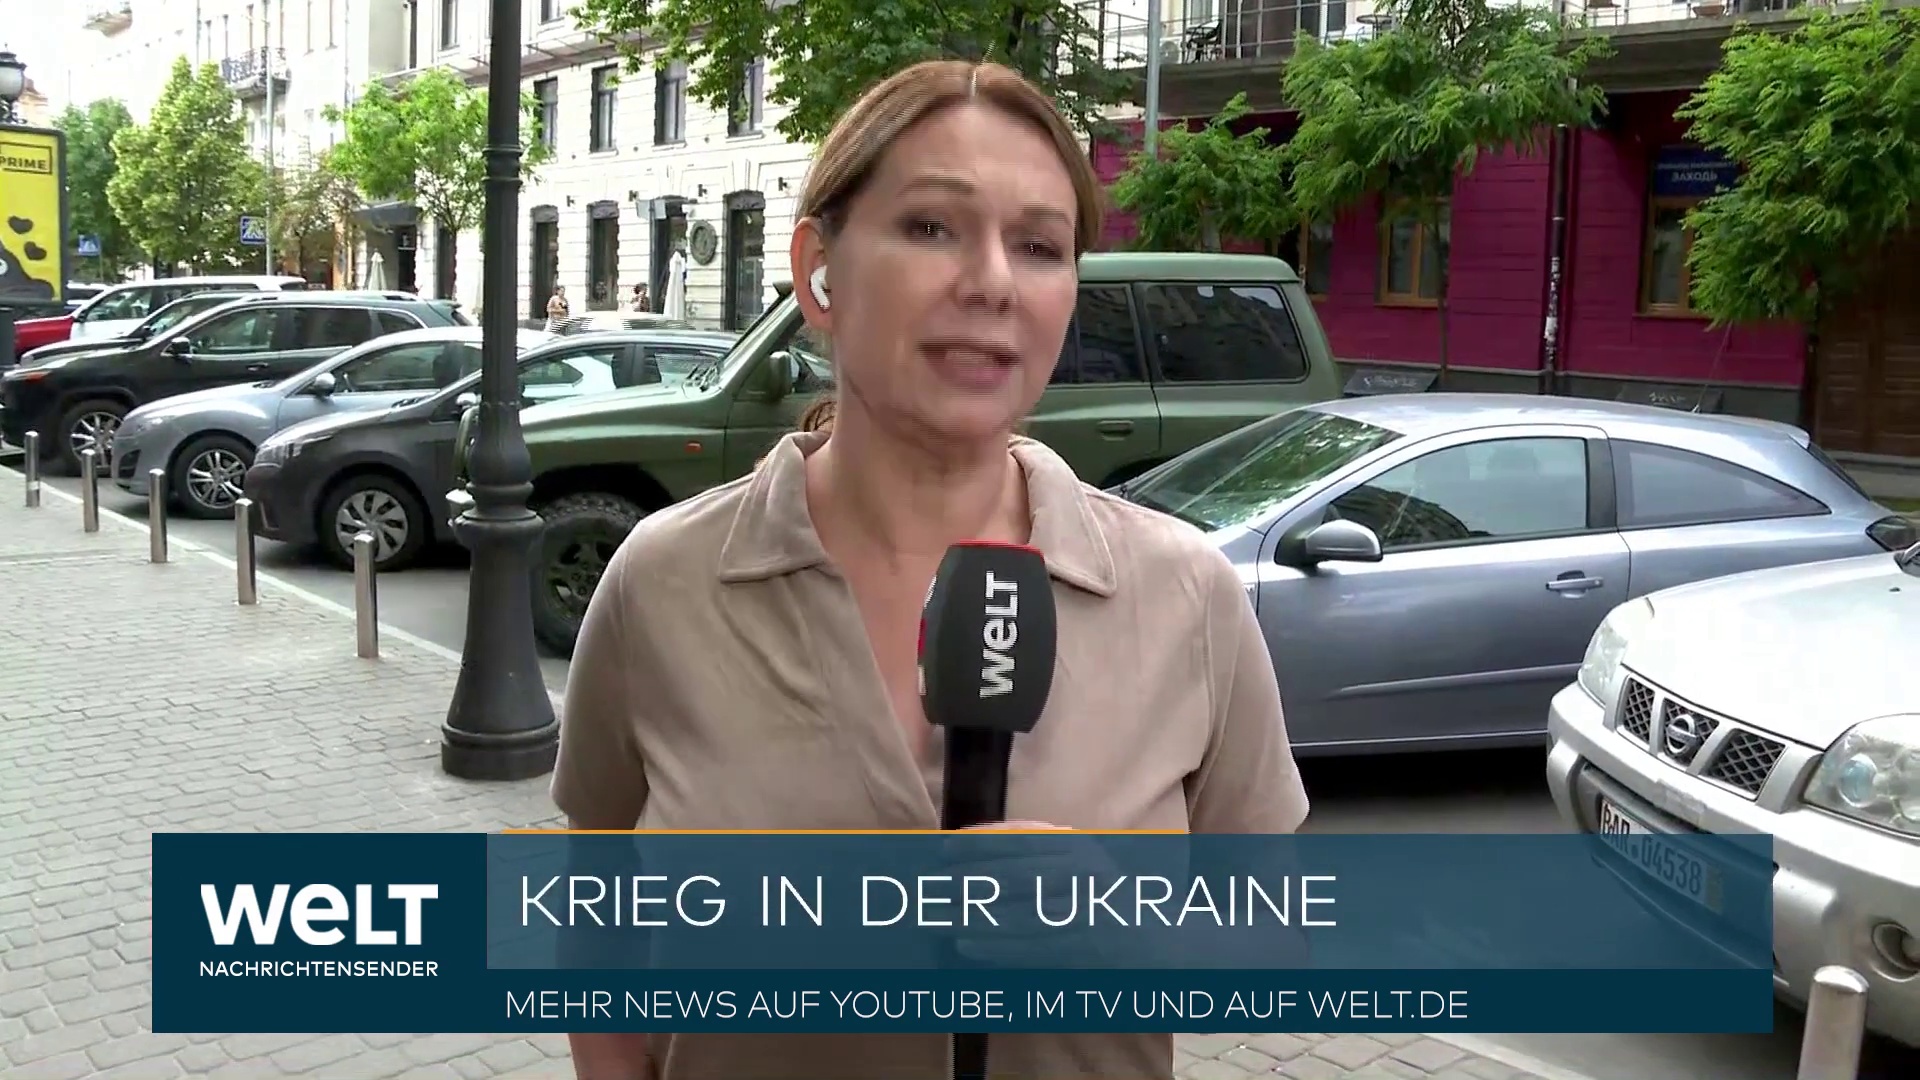 PRIME
ЗАХОДЬ
WELT
BAR·04538
WELT
NACHRICHTENSENDER
KRIEG IN DER UKRAINE
MEHR NEWS AUF YOUTUBE, IM TV UND AUF WELT.DE